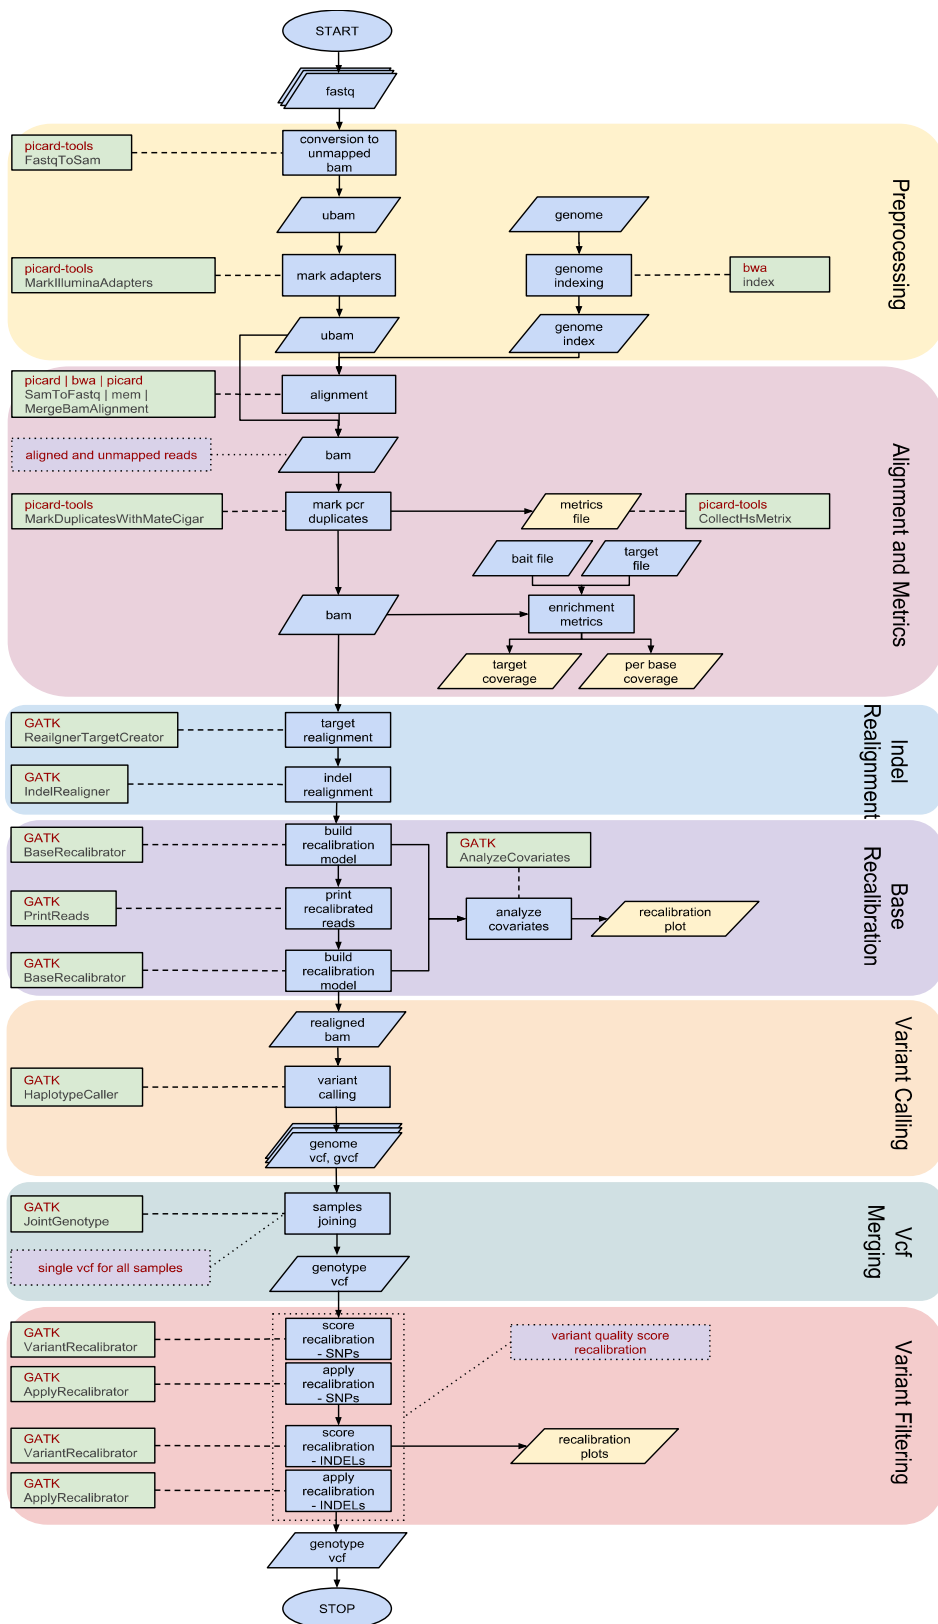 START
fastq
Preprocessing
picard-tools
FastqToSam
conversion to
unmapped
bam
ubam
genome
picard-tools
MarkIlluminaAdapters
mark adapters
genome
indexing
bwa
index
ubam
genome
index
Alignment and Metrics
picard | bwa | picard
SamToFastq | mem |
MergeBamAlignment
alignment
aligned and unmapped reads
bam
picard-tools
MarkDuplicatesWithMateCigar
mark pcr
duplicates
metrics
file
picard-tools
CollectHsMetrix
bait file
target
file
bam
enrichment
metrics
target
coverage
per base
coverage
Indel
Realignment
GATK
ReailgnerTargetCreator
target
realignment
GATK
IndelRealigner
indel
realignment
Base
Recalibration
GATK
BaseRecalibrator
build
recalibration
model
GATK
AnalyzeCovariates
GATK
PrintReads
print
recalibrated
reads
analyze
covariates
recalibration
plot
GATK
BaseRecalibrator
build
recalibration
model
Variant Calling
realigned
bam
GATK
HaplotypeCaller
variant
calling
genome
vcf, gvcf
Vcf
Merging
GATK
JointGenotype
samples
joining
single vcf for all samples
genotype
vcf
Variant Filtering
GATK
VariantRecalibrator
score
recalibration
- SNPs
variant quality score
recalibration
GATK
ApplyRecalibrator
apply
recalibration
- SNPs
GATK
VariantRecalibrator
score
recalibration
- INDELs
recalibration
plots
GATK
ApplyRecalibrator
apply
recalibration
- INDELs
genotype
vcf
STOP